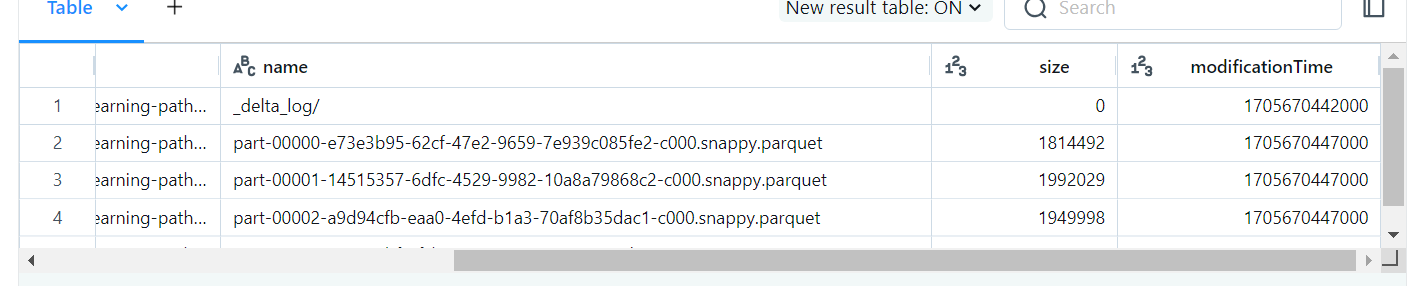 Table New result table: ON Search
ABC name 123 size 123 modificationTime
1 earning-path... _delta_log/ 0 1705670442000
2 earning-path... part-00000-e73e3b95-62cf-47e2-9659-7e939c085fe2-c000.snappy.parquet 1814492 1705670447000
3 earning-path... part-00001-14515357-6dfc-4529-9982-10a8a79868c2-c000.snappy.parquet 1992029 1705670447000
4 earning-path... part-00002-a9d94cfb-eaa0-4efd-b1a3-70af8b35dac1-c000.snappy.parquet 1949998 1705670447000